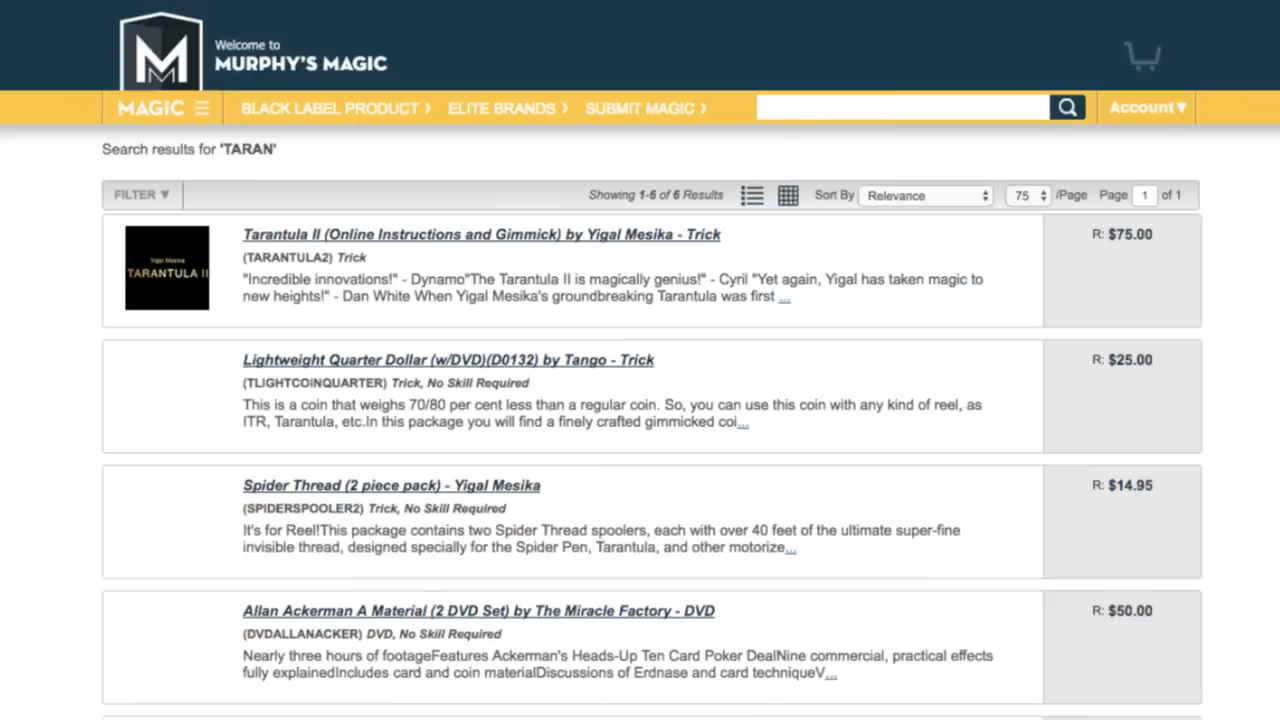 Welcome to
MURPHY'S MAGIC
MAGIC
BLACK LABEL PRODUCT ⟩ ELITE BRANDS ⟩ SUBMIT MAGIC ⟩
Account▼
Search results for 'TARAN'
FILTER ▼
Showing 1-6 of 6 Results
Sort By Relevance 75 /Page Page 1 of 1
Yigal Mesika
TARANTULA II
Tarantula II (Online Instructions and Gimmick) by Yigal Mesika - Trick
R: $75.00
(TARANTULA2) Trick
"Incredible innovations!" - Dynamo"The Tarantula II is magically genius!" - Cyril "Yet again, Yigal has taken magic to
new heights!" - Dan White When Yigal Mesika's groundbreaking Tarantula was first ...
Lightweight Quarter Dollar (w/DVD)(D0132) by Tango - Trick
R: $25.00
(TLIGHTCOINQUARTER) Trick, No Skill Required
This is a coin that weighs 70/80 per cent less than a regular coin. So, you can use this coin with any kind of reel, as
ITR, Tarantula, etc.In this package you will find a finely crafted gimmicked coi...
Spider Thread (2 piece pack) - Yigal Mesika
R: $14.95
(SPIDERSPOOLER2) Trick, No Skill Required
It's for Reel!This package contains two Spider Thread spoolers, each with over 40 feet of the ultimate super-fine
invisible thread, designed specially for the Spider Pen, Tarantula, and other motorize...
Allan Ackerman A Material (2 DVD Set) by The Miracle Factory - DVD
R: $50.00
(DVDALLANACKER) DVD, No Skill Required
Nearly three hours of footageFeatures Ackerman's Heads-Up Ten Card Poker DealNine commercial, practical effects
fully explainedIncludes card and coin materialDiscussions of Erdnase and card techniqueV...